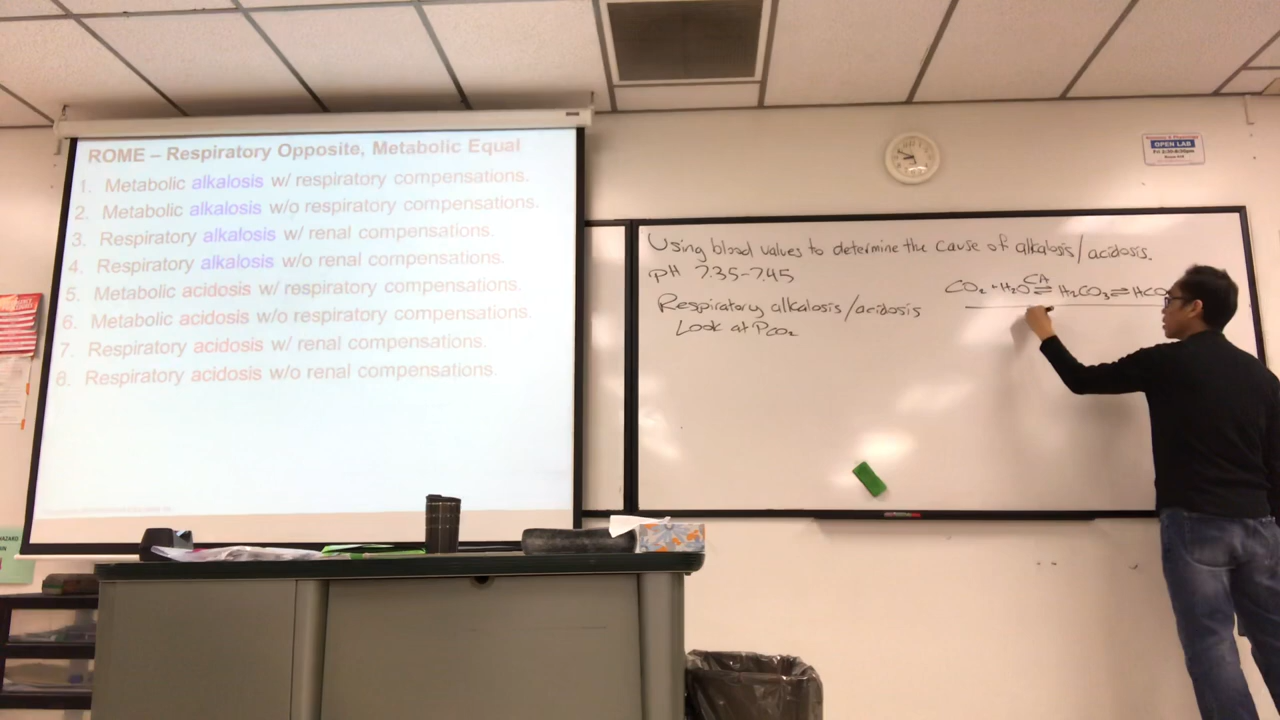 ROME – Respiratory Opposite, Metabolic Equal
1. Metabolic alkalosis w/ respiratory compensations.
2. Metabolic alkalosis w/o respiratory compensations.
3. Respiratory alkalosis w/ renal compensations.
4. Respiratory alkalosis w/o renal compensations.
5. Metabolic acidosis w/ respiratory compensations.
6. Metabolic acidosis w/o respiratory compensations.
7. Respiratory acidosis w/ renal compensations.
8. Respiratory acidosis w/o renal compensations.
OPEN LAB
Using blood values to determine the cause of alkalosis/acidosis.
pH 7.35-7.45
Respiratory alkalosis/acidosis
Look at PCO₂
CA
CO₂ + H₂O ⇌ H₂CO₃ ⇌ HCO